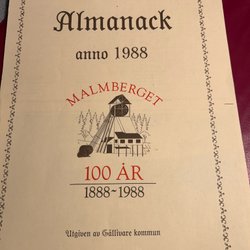 Almanack
anno 1988
MALMBERGET
100 ÅR
1888~1988
Utgiven av Gällivare kommun